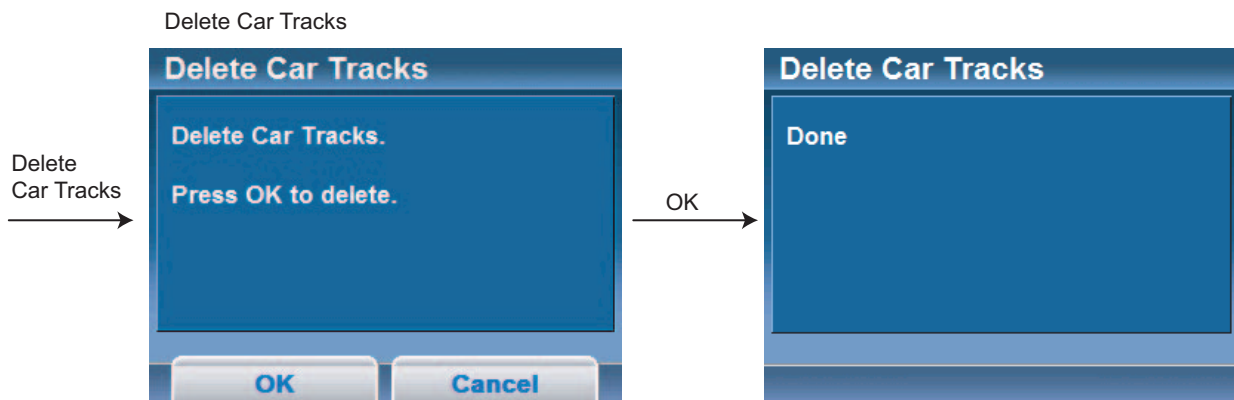 Delete Car Tracks
Delete
Car Tracks
Delete Car Tracks
Delete Car Tracks.
Press OK to delete.
OK
Cancel
OK
Delete Car Tracks
Done